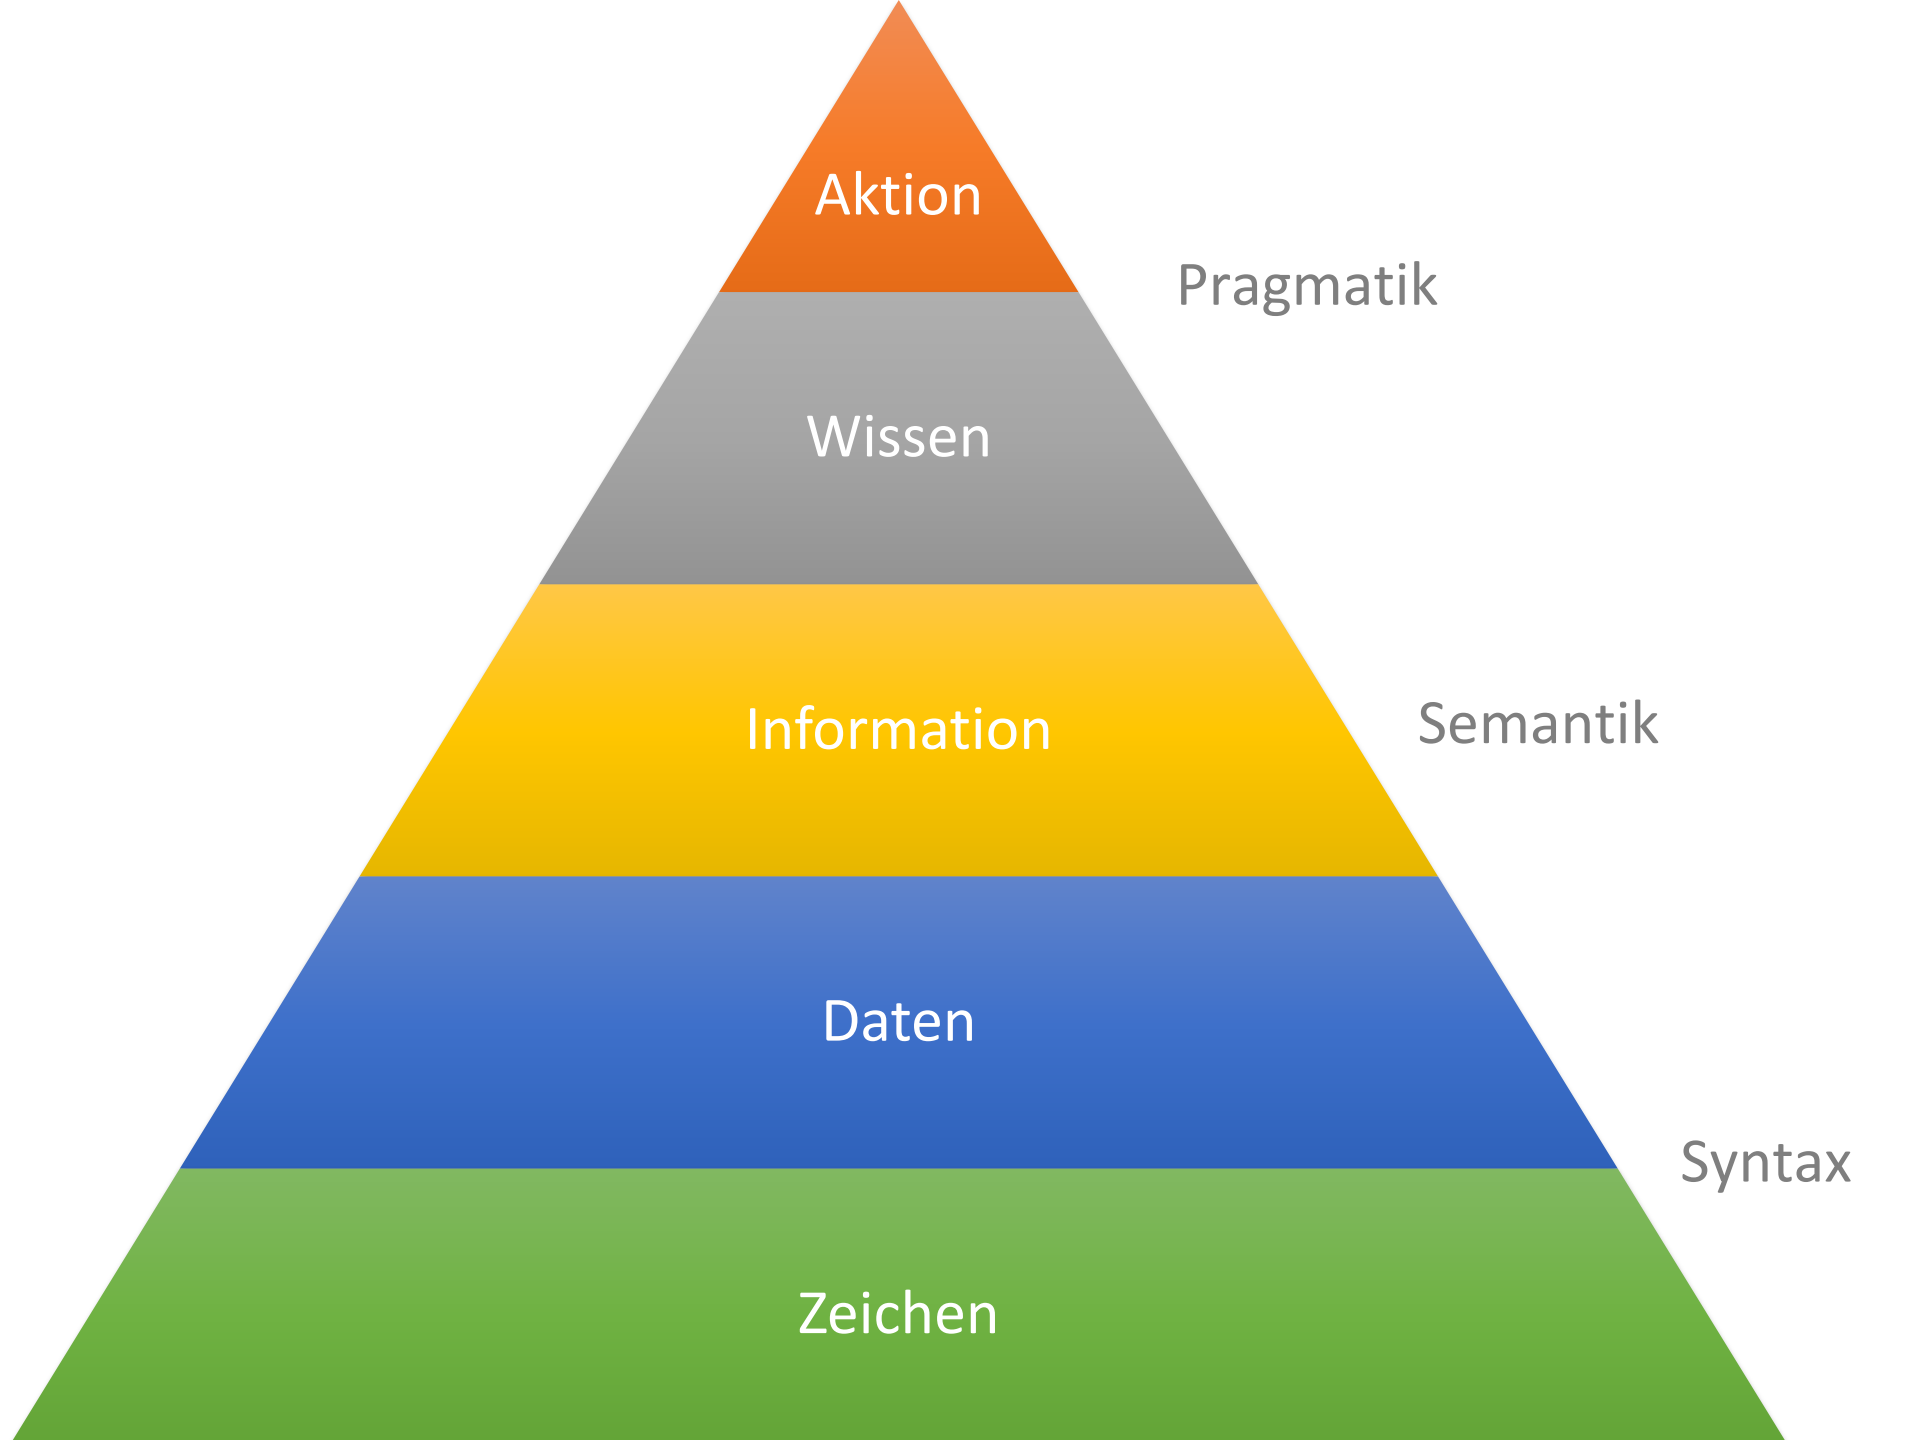 Aktion
Pragmatik
Wissen
Information
Semantik
Daten
Syntax
Zeichen